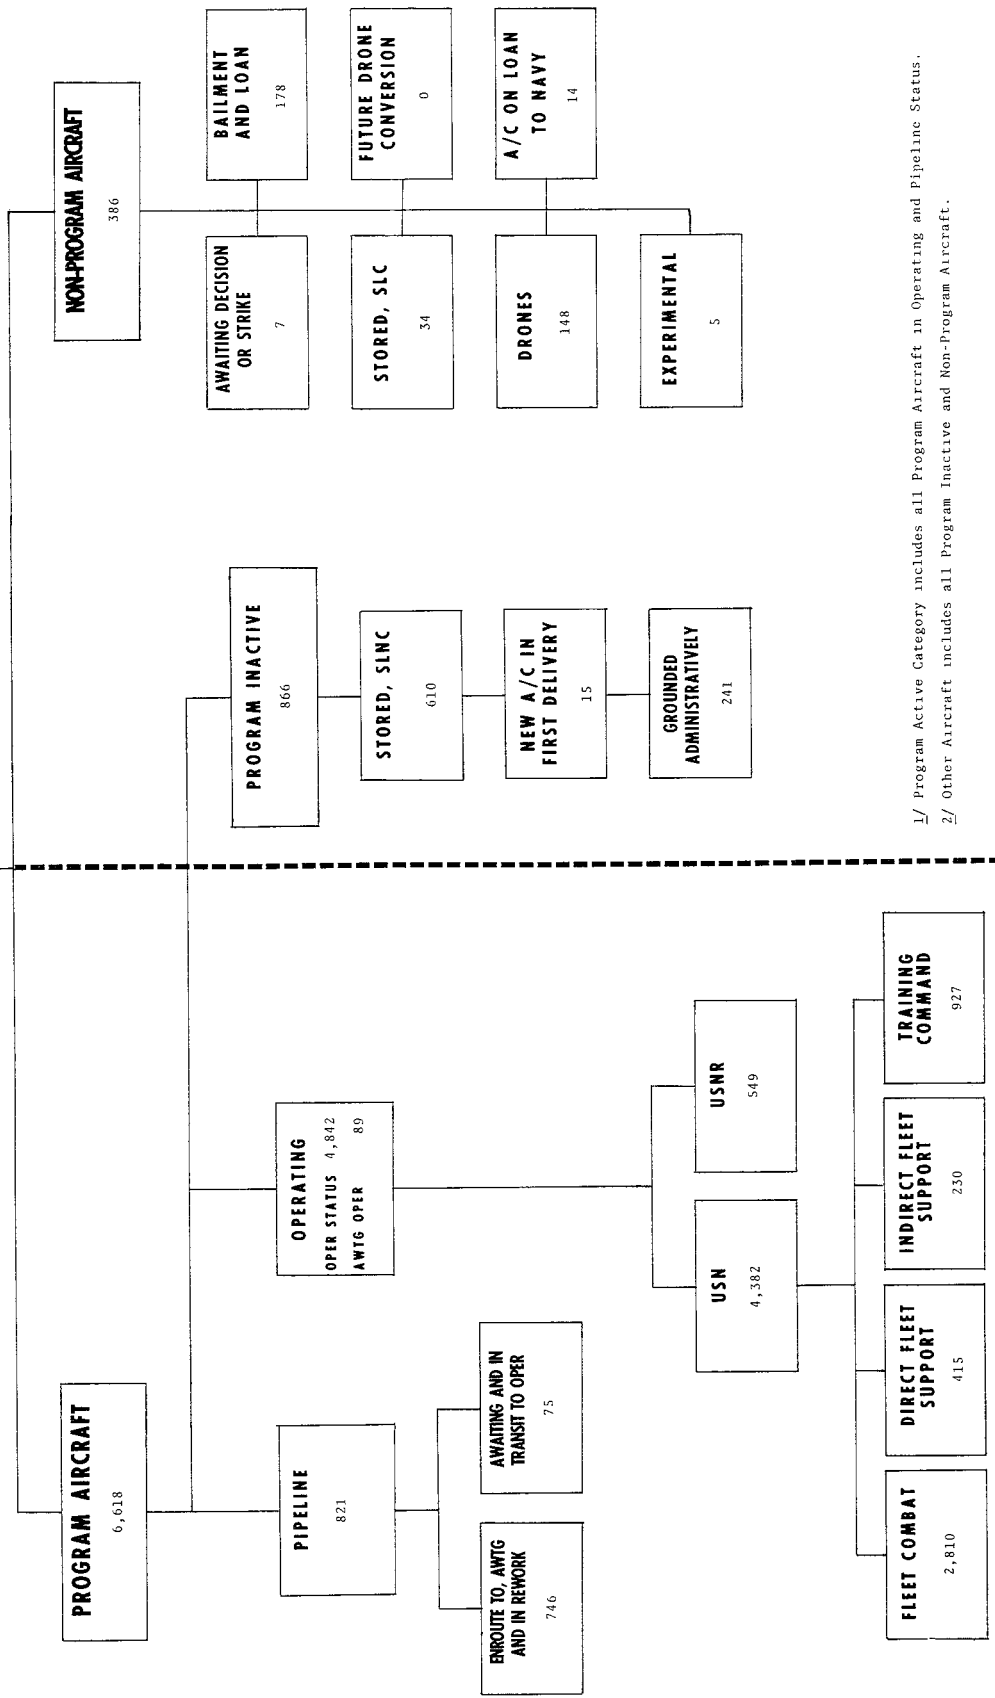 PROGRAM AIRCRAFT
6,618
NON-PROGRAM AIRCRAFT
386
PIPELINE
821
ENROUTE TO, AWTG
AND IN REWORK
746
AWAITING AND IN
TRANSIT TO OPER
75
OPERATING
OPER STATUS 4,842
AWTG OPER 89
USN
4,382
USNR
549
FLEET COMBAT
2,810
DIRECT FLEET
SUPPORT
415
INDIRECT FLEET
SUPPORT
230
TRAINING
COMMAND
927
PROGRAM INACTIVE
866
STORED, SLNC
610
NEW A/C IN
FIRST DELIVERY
15
GROUNDED
ADMINISTRATIVELY
241
AWAITING DECISION
OR STRIKE
7
BAILMENT
AND LOAN
178
STORED, SLC
34
FUTURE DRONE
CONVERSION
0
DRONES
148
A/C ON LOAN
TO NAVY
14
EXPERIMENTAL
5
1/ Program Active Category includes all Program Aircraft in Operating and Pipeline Status.
2/ Other Aircraft includes all Program Inactive and Non-Program Aircraft.